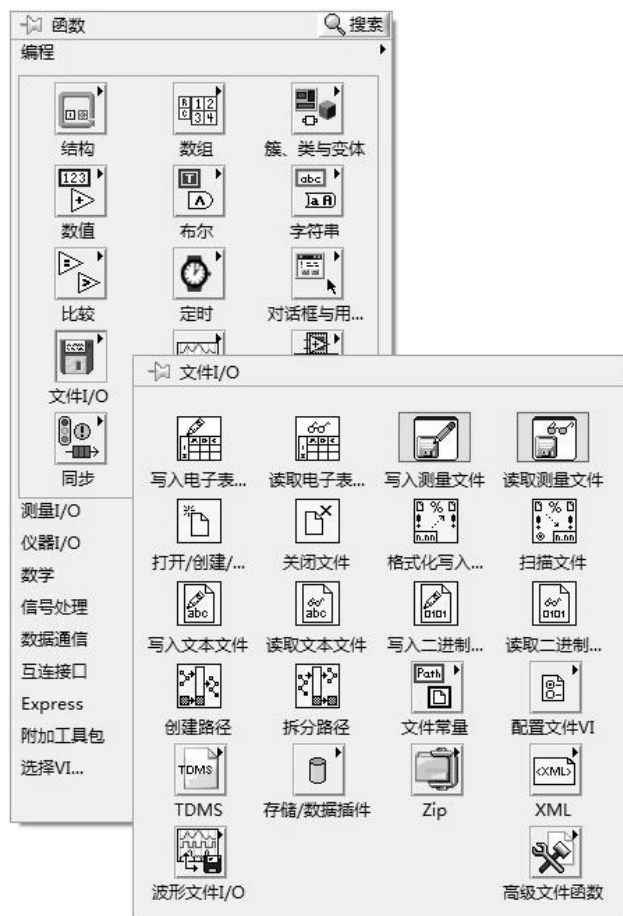 函数
搜索
编程
结构
数组
簇、类与变体
数值
布尔
字符串
比较
定时
对话框与用...
文件I/O
同步
测量I/O
仪器I/O
数学
信号处理
数据通信
互连接口
Express
附加工具包
选择VI...
文件I/O
写入电子表...
读取电子表...
写入测量文件
读取测量文件
打开/创建/...
关闭文件
格式化写入...
扫描文件
写入文本文件
读取文本文件
写入二进制...
读取二进制...
创建路径
拆分路径
文件常量
配置文件VI
TDMS
存储/数据插件
Zip
XML
波形文件I/O
高级文件函数